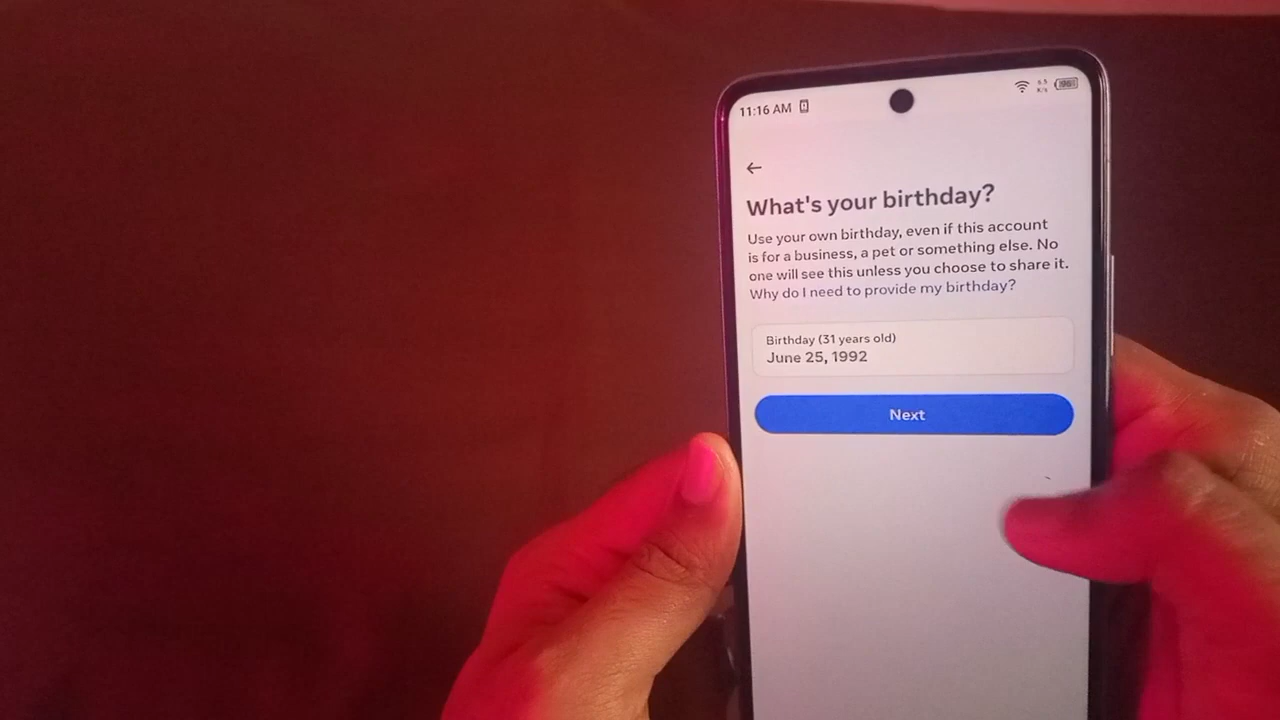 11:16 AM
What's your birthday?
Use your own birthday, even if this account
is for a business, a pet or something else. No
one will see this unless you choose to share it.
Why do I need to provide my birthday?
Birthday (31 years old)
June 25, 1992
Next